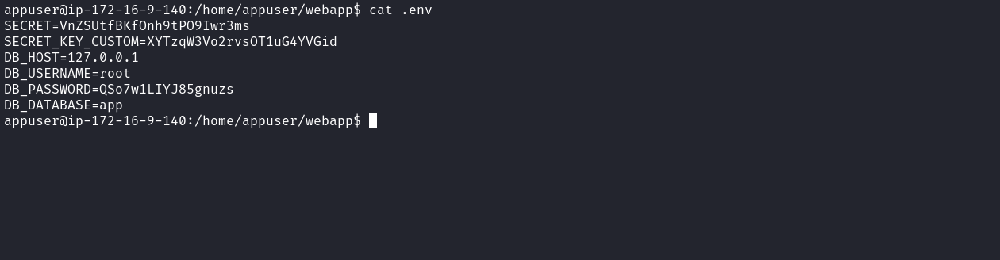 appuser@ip-172-16-9-140:/home/appuser/webapp$ cat .env
SECRET=VnZSUtfBKfOnh9tPO9Iwr3ms
SECRET_KEY_CUSTOM=XYTzqW3Vo2rvsOT1uG4YVGid
DB_HOST=127.0.0.1
DB_USERNAME=root
DB_PASSWORD=QSo7w1LIYJ85gnuzs
DB_DATABASE=app
appuser@ip-172-16-9-140:/home/appuser/webapp$